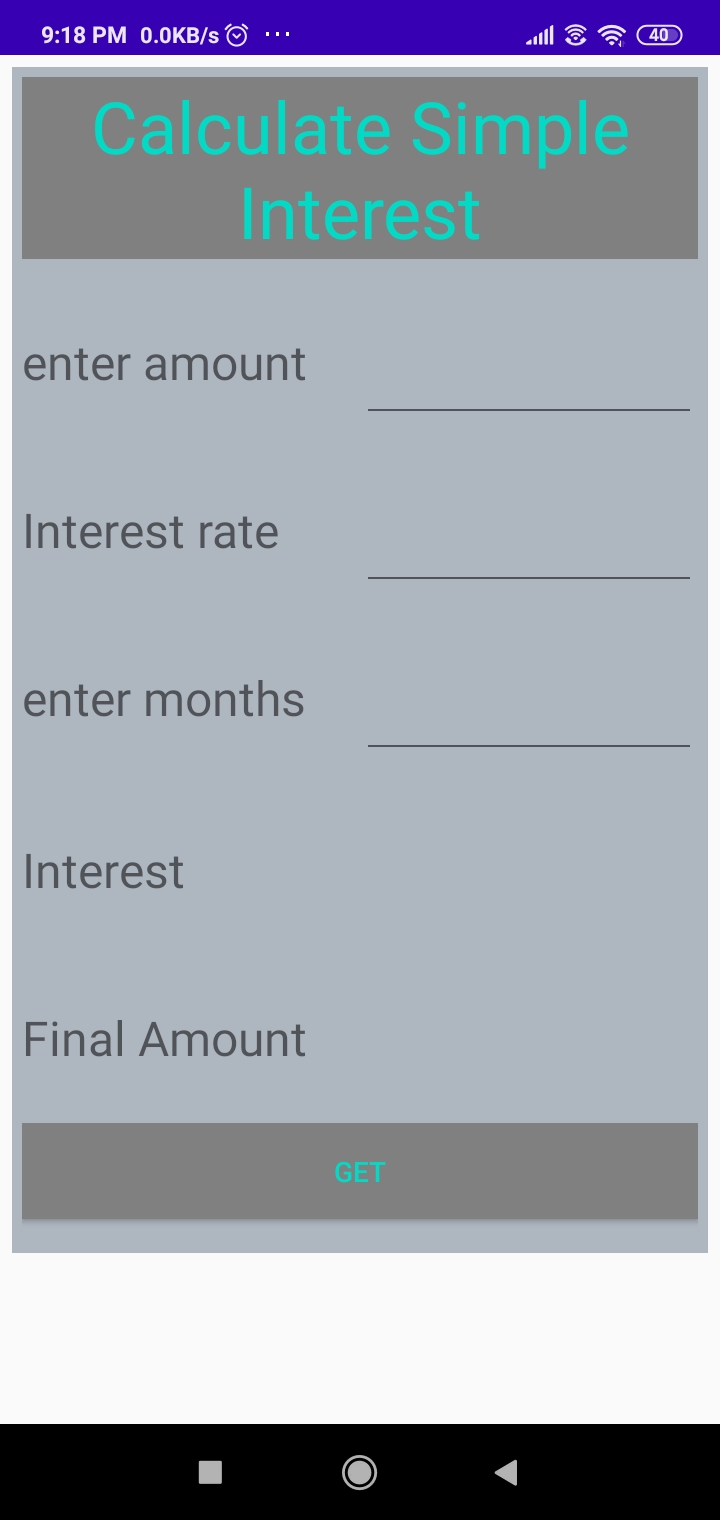 9:18 PM 0.0KB/s ... 40
Calculate Simple
Interest
enter amount
Interest rate
enter months
Interest
Final Amount
GET